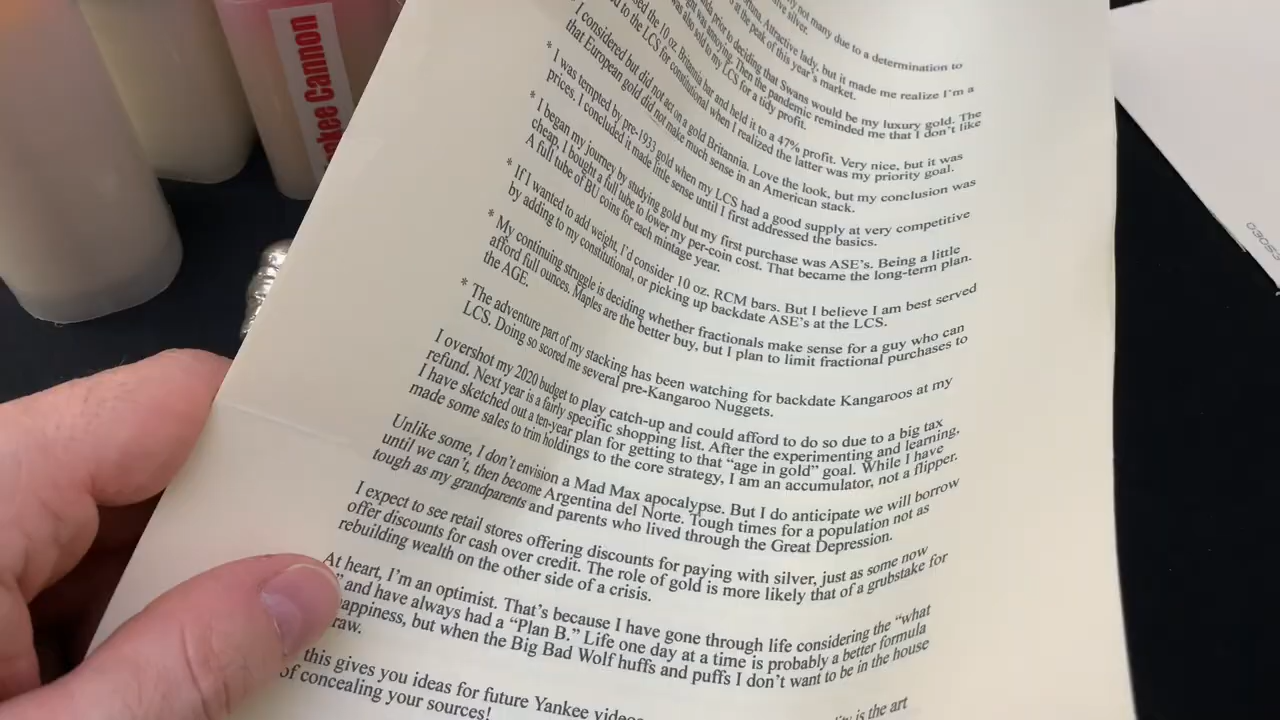 y not many due to a determination to
ive silver.
Attractive lady, but it made me realize I'm a
at the peak of this year's market.
prior to deciding that Swans would be my luxury gold. The
was annoying. Then the pandemic reminded me that I don't like
was sold to my LCS for a tidy profit.
the 10 oz. Britannia bar and held it to a 47% profit. Very nice, but it was
to the LCS for constitutional when I realized the latter was my priority goal.
I considered but did not act on a gold Britannia. Love the look, but my conclusion was
that European gold did not make much sense in an American stack.
* I was tempted by pre-1933 gold when my LCS had a good supply at very competitive
prices. I concluded it made little sense until I first addressed the basics.
* I began my journey by studying gold but my first purchase was ASE's. Being a little
cheap, I bought a full tube to lower my per-coin cost. That became the long-term plan.
A full tube of BU coins for each mintage year.
* If I wanted to add weight, I'd consider 10 oz. RCM bars. But I believe I am best served
by adding to my constitutional, or picking up backdate ASE's at the LCS.
* My continuing struggle is deciding whether fractionals make sense for a guy who can
afford full ounces. Maples are the better buy, but I plan to limit fractional purchases to
the AGE.
* The adventure part of my stacking has been watching for backdate Kangaroos at my
LCS. Doing so scored me several pre-Kangaroo Nuggets.
I overshot my 2020 budget to play catch-up and could afford to do so due to a big tax
refund. Next year is a fairly specific shopping list. After the experimenting and learning,
I have sketched out a ten-year plan for getting to that “age in gold” goal. While I have
made some sales to trim holdings to the core strategy, I am an accumulator, not a flipper.
Unlike some, I don't envision a Mad Max apocalypse. But I do anticipate we will borrow
until we can't, then become Argentina del Norte. Tough times for a population not as
tough as my grandparents and parents who lived through the Great Depression.
I expect to see retail stores offering discounts for paying with silver, just as some now
offer discounts for cash over credit. The role of gold is more likely that of a grubstake for
rebuilding wealth on the other side of a crisis.
At heart, I'm an optimist. That's because I have gone through life considering the “what
” and have always had a “Plan B.” Life one day at a time is probably a better formula
happiness, but when the Big Bad Wolf huffs and puffs I don't want to be in the house
raw.
this gives you ideas for future Yankee
of concealing your sources!
is the art
kee Cannon